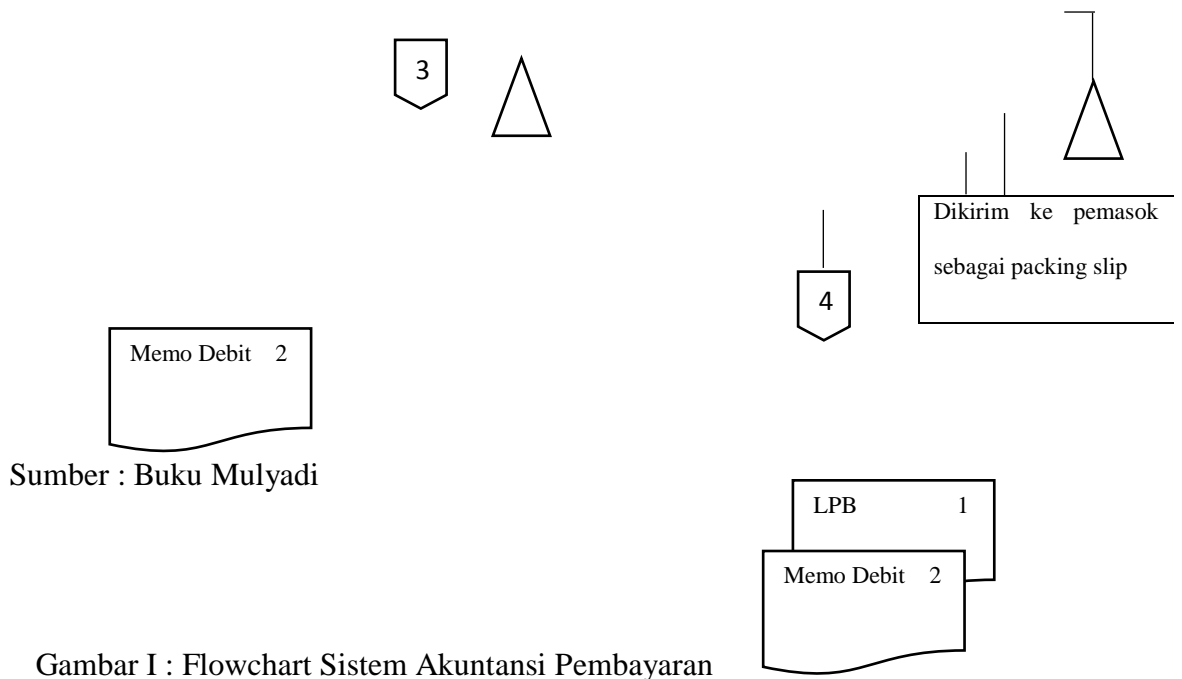 3
Dikirim ke pemasok
sebagai packing slip
4
Memo Debit 2
Sumber : Buku Mulyadi
LPB 1
Memo Debit 2
Gambar I : Flowchart Sistem Akuntansi Pembayaran